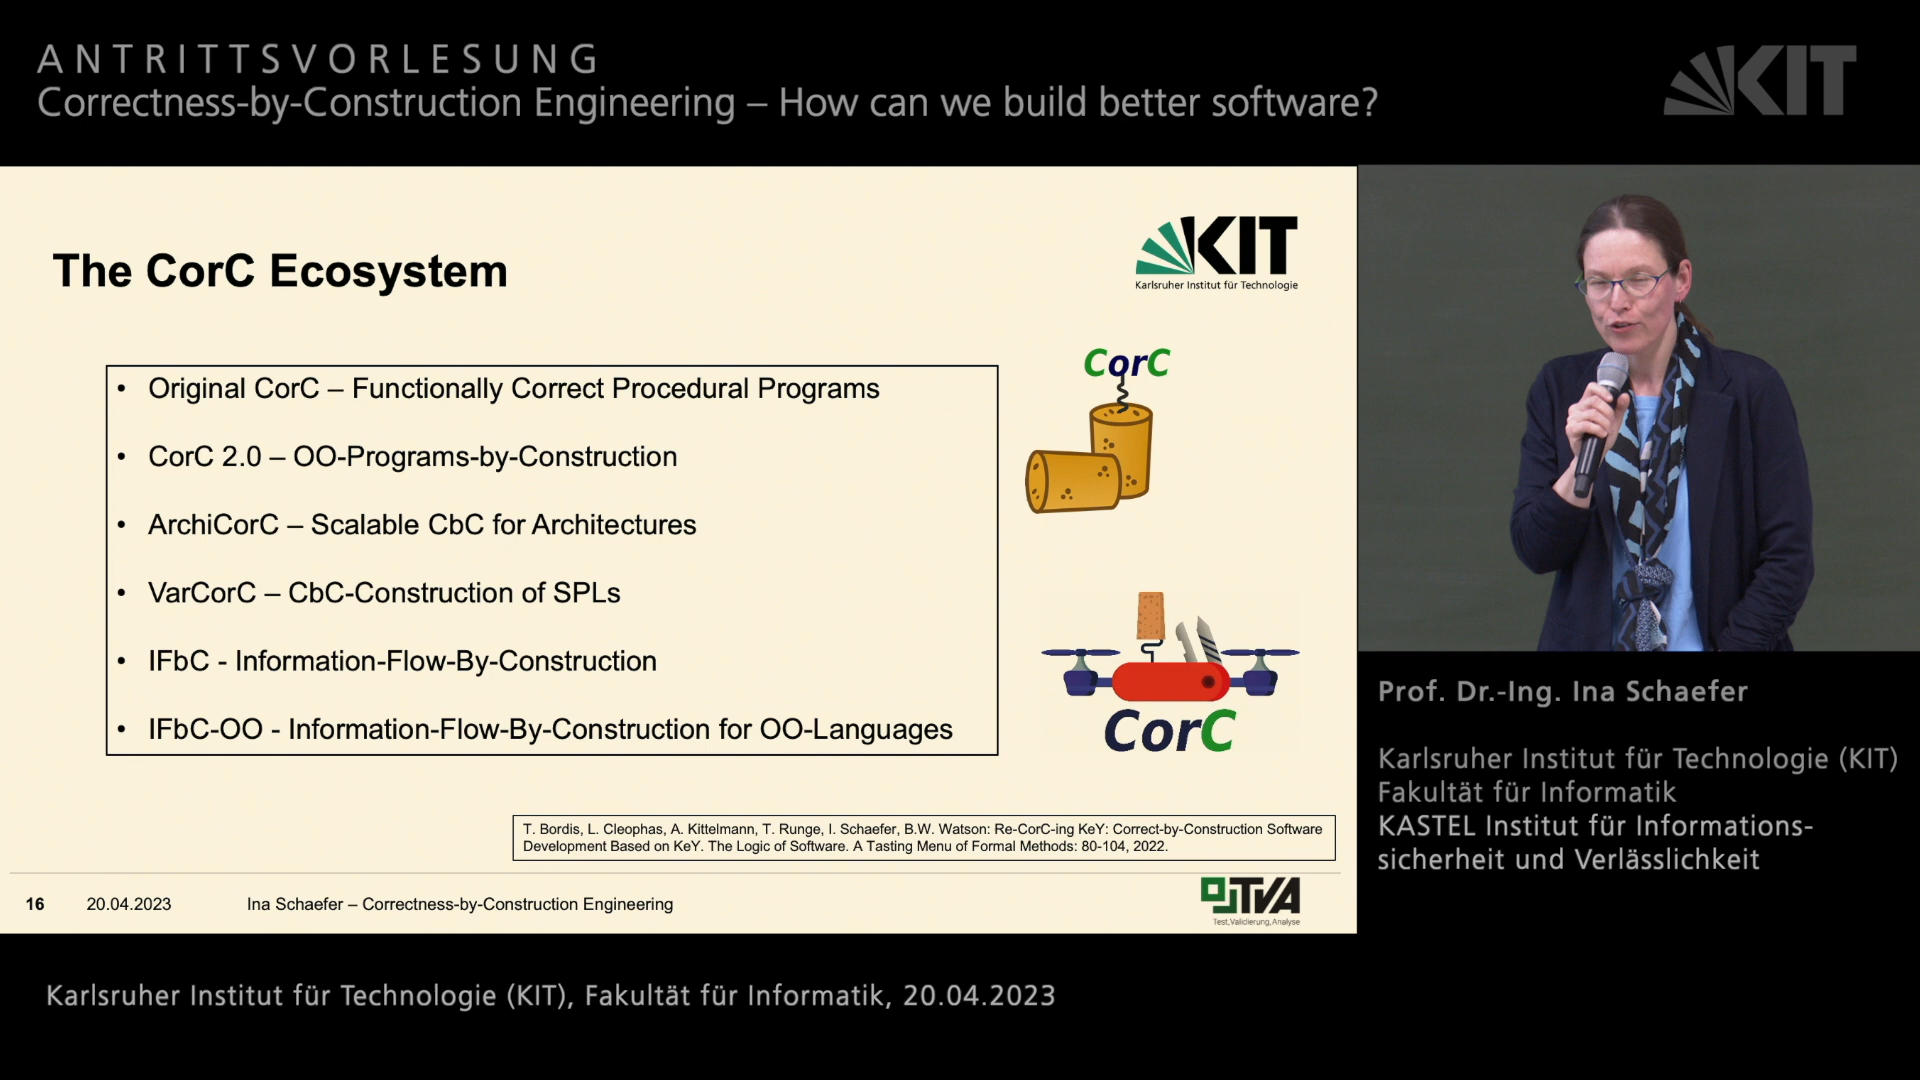 ANTRITTSVORLESUNG
Correctness-by-Construction Engineering – How can we build better software?
KIT
The CorC Ecosystem
KIT
Karlsruher Institut für Technologie
• Original CorC – Functionally Correct Procedural Programs
• CorC 2.0 – OO-Programs-by-Construction
• ArchiCorC – Scalable CbC for Architectures
• VarCorC – CbC-Construction of SPLs
• IFbC - Information-Flow-By-Construction
• IFbC-OO - Information-Flow-By-Construction for OO-Languages
CorC
CorC
T. Bordis, L. Cleophas, A. Kittelmann, T. Runge, I. Schaefer, B.W. Watson: Re-CorC-ing KeY: Correct-by-Construction Software
Development Based on KeY. The Logic of Software. A Tasting Menu of Formal Methods: 80-104, 2022.
16 20.04.2023 Ina Schaefer – Correctness-by-Construction Engineering
TVA
Test,Validierung,Analyse
Prof. Dr.-Ing. Ina Schaefer
Karlsruher Institut für Technologie (KIT)
Fakultät für Informatik
KASTEL Institut für Informations-
sicherheit und Verlässlichkeit
Karlsruher Institut für Technologie (KIT), Fakultät für Informatik, 20.04.2023